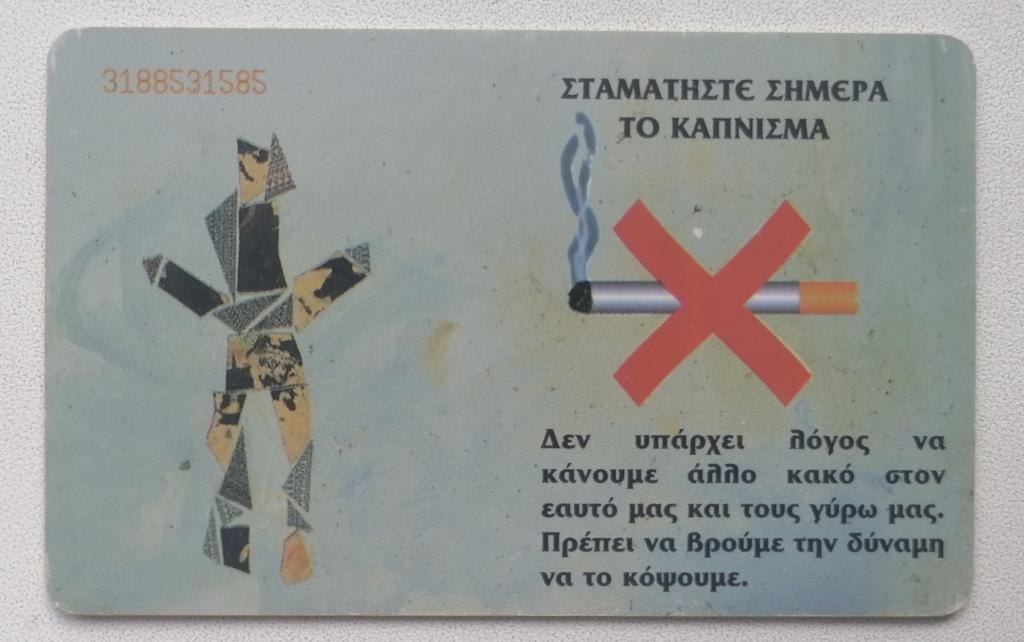 3188531585
ΣΤΑΜΑΤΗΣΤΕ ΣΗΜΕΡΑ
ΤΟ ΚΑΠΝΙΣΜΑ
Δεν υπάρχει λόγος να
κάνουμε άλλο κακό στον
εαυτό μας και τους γύρω μας.
Πρέπει να βρούμε την δύναμη
να το κόψουμε.